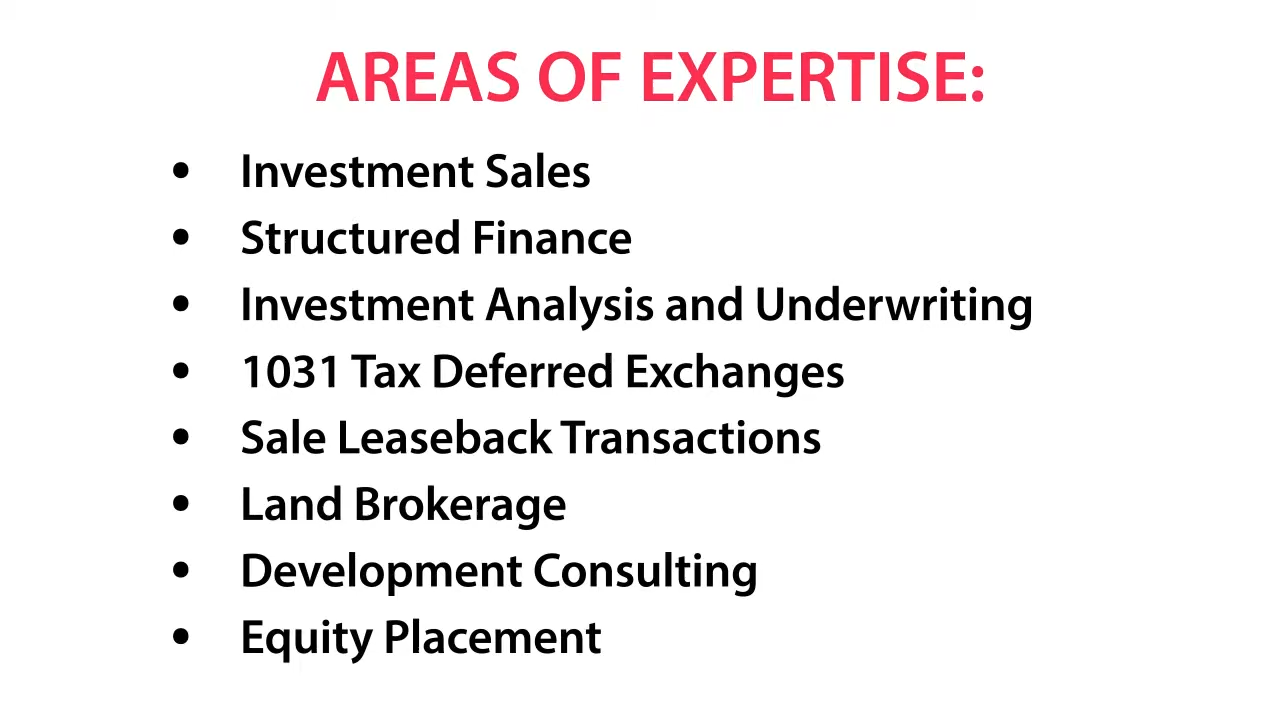 AREAS OF EXPERTISE:
• Investment Sales
• Structured Finance
• Investment Analysis and Underwriting
• 1031 Tax Deferred Exchanges
• Sale Leaseback Transactions
• Land Brokerage
• Development Consulting
• Equity Placement